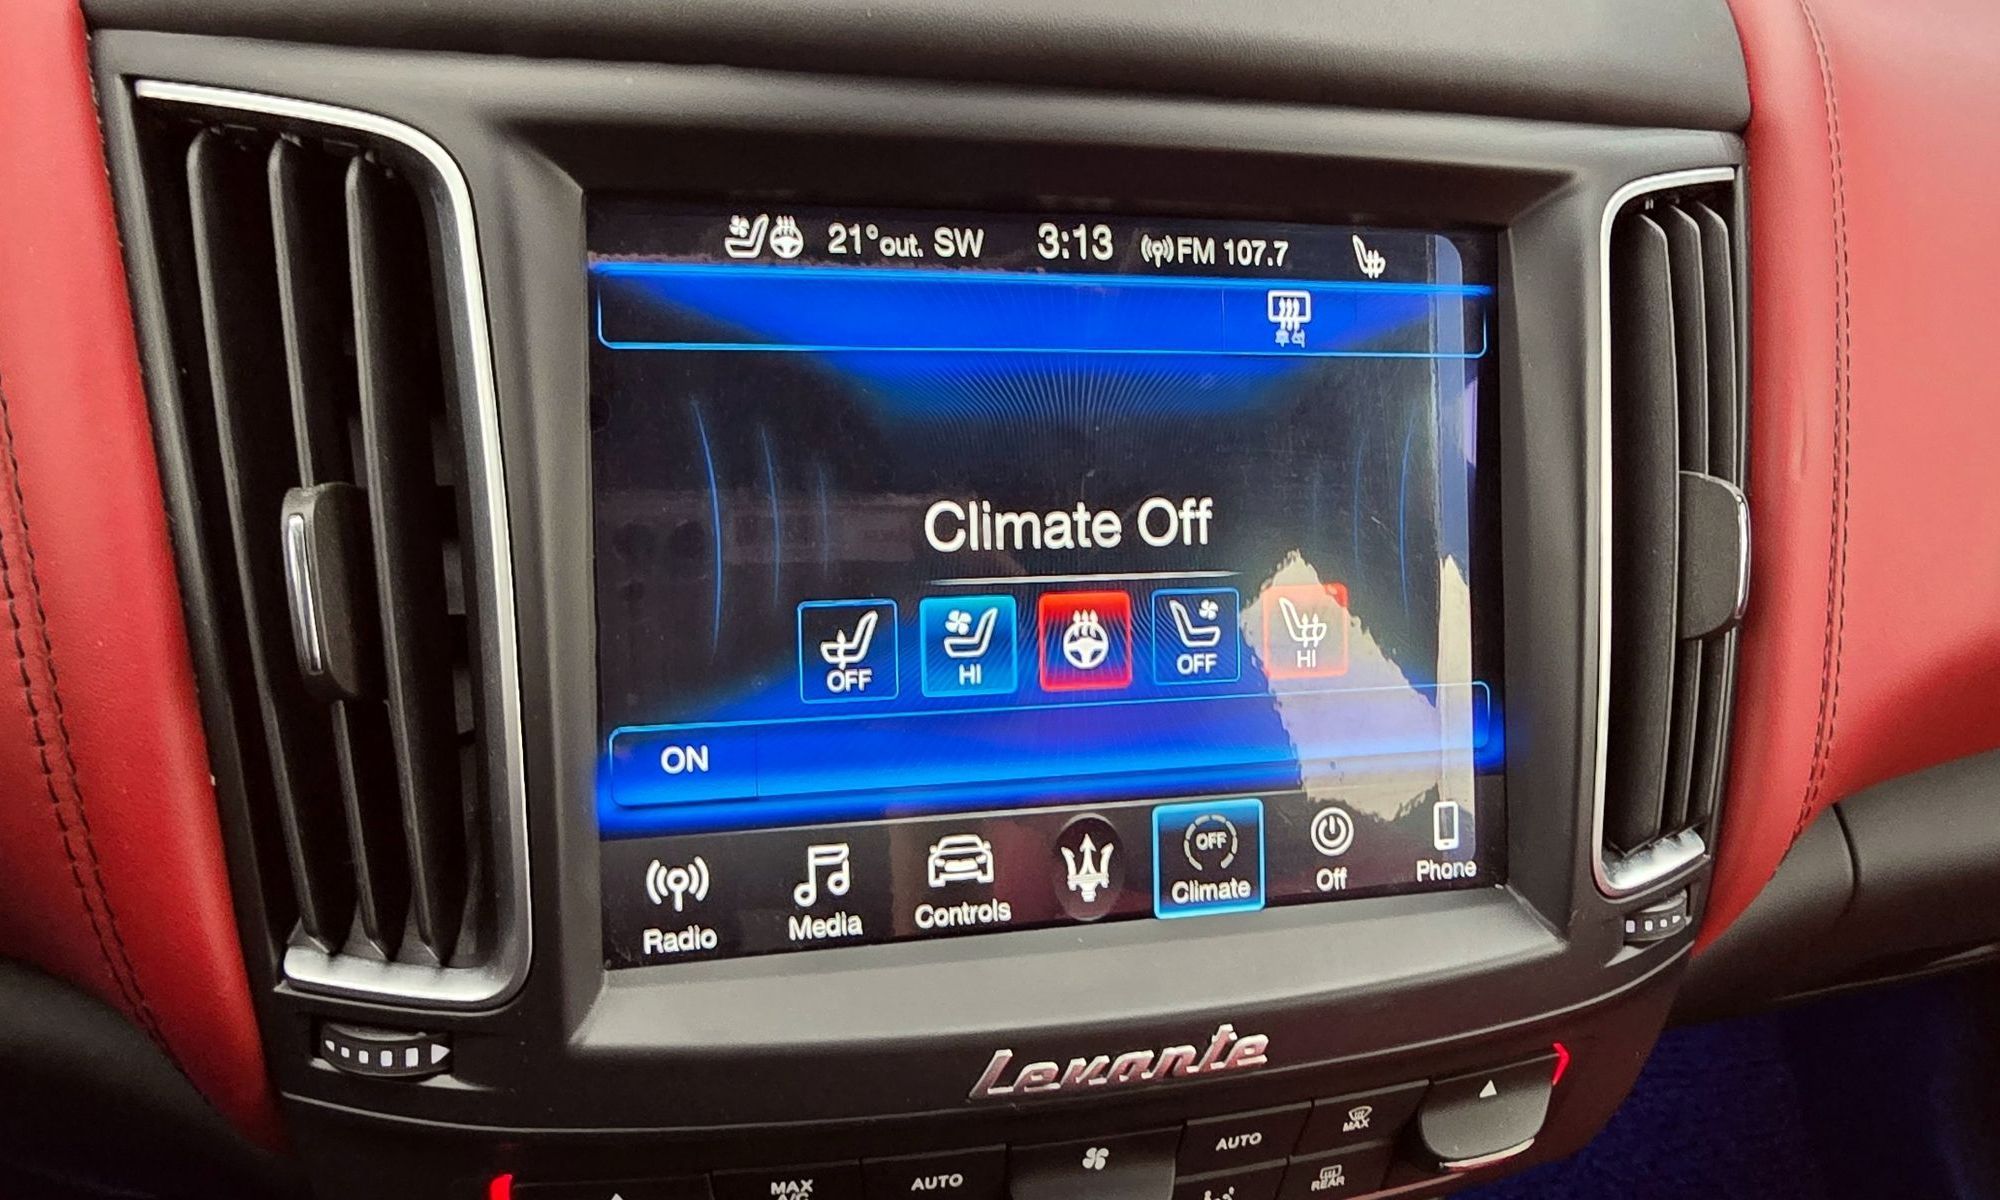 21°out. SW 3:13 FM 107.7
Climate Off
OFF HI OFF HI
ON
Radio Media Controls OFF Climate Off Phone
Levante
MAX A/C AUTO AUTO MAX
REAR